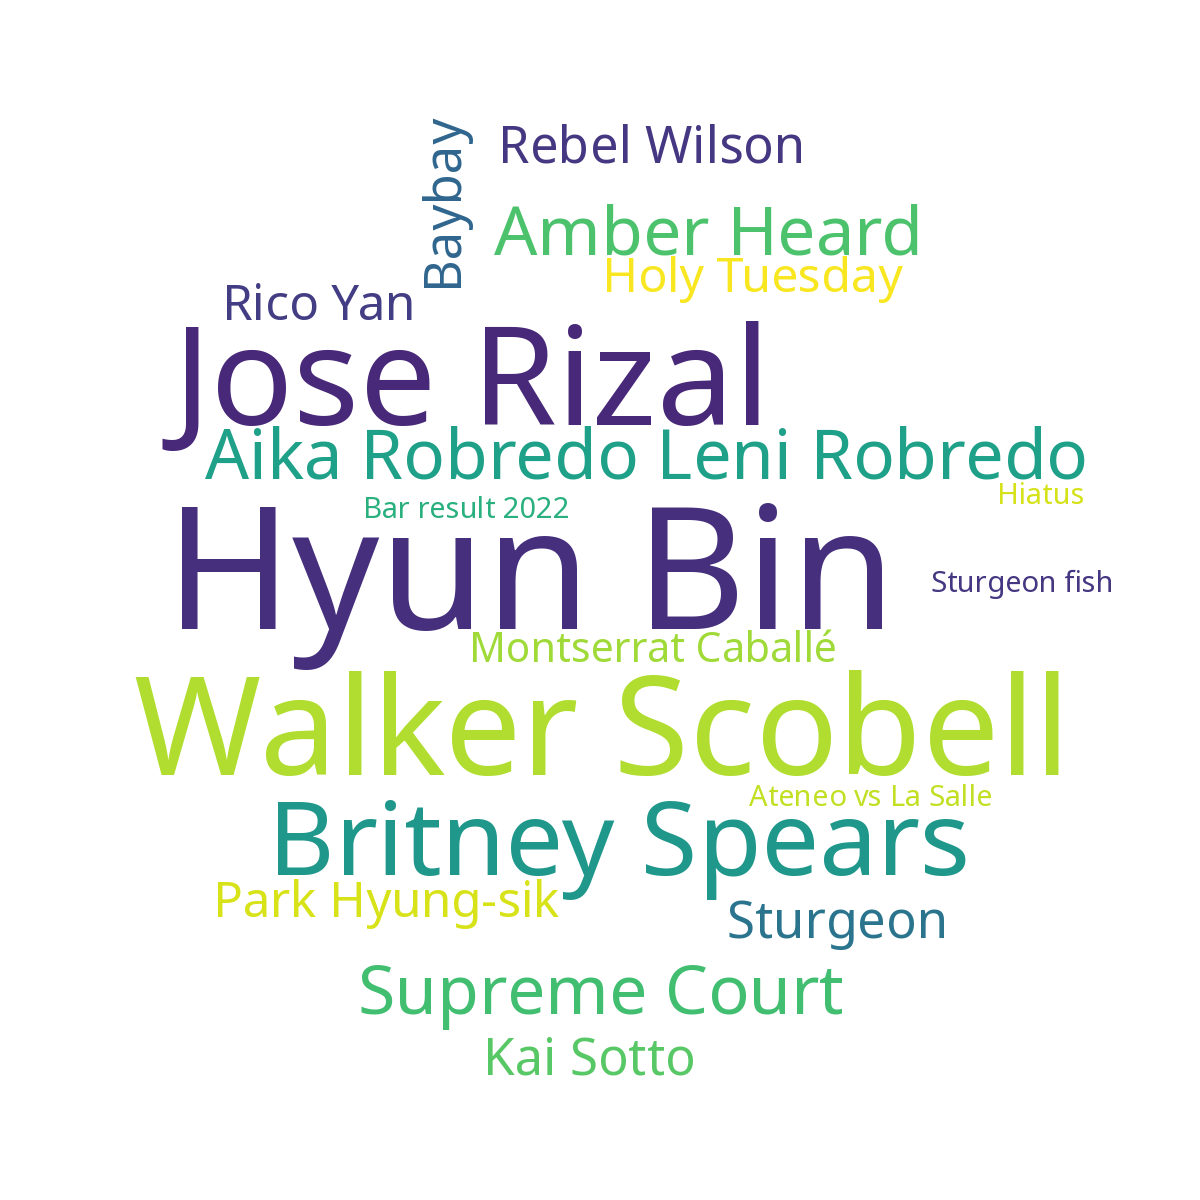 Baybay
Rebel Wilson
Amber Heard
Holy Tuesday
Rico Yan
Jose Rizal
Aika Robredo Leni Robredo
Hiatus
Bar result 2022
Hyun Bin
Sturgeon fish
Montserrat Caballé
Walker Scobell
Ateneo vs La Salle
Britney Spears
Park Hyung-sik
Sturgeon
Supreme Court
Kai Sotto